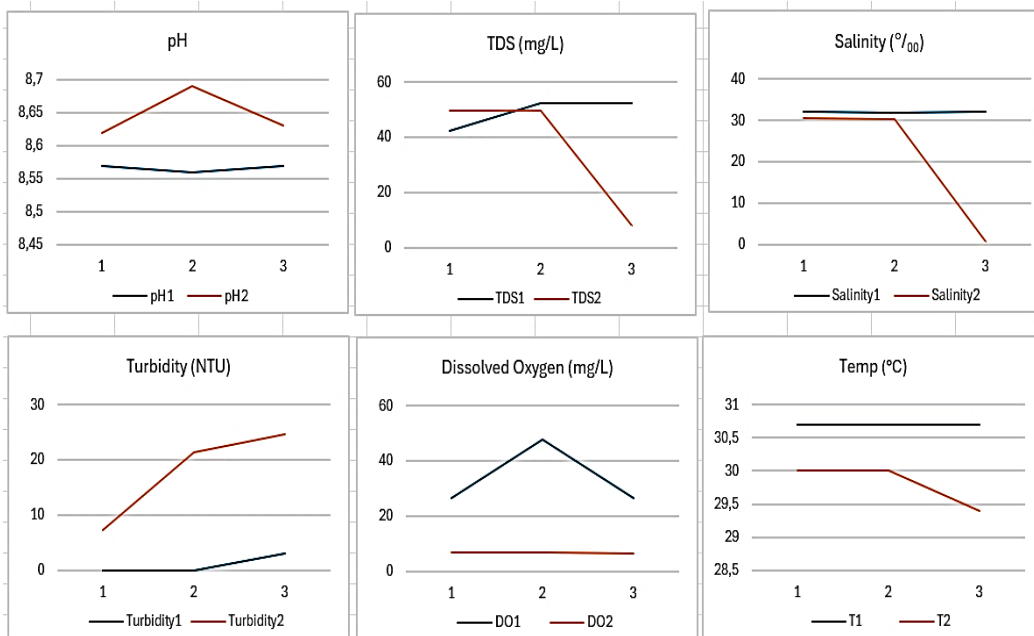 pH
8,7
8,65
8,6
8,55
8,5
8,45
1 2 3
pH1 pH2
TDS (mg/L)
60
40
20
0
1 2 3
TDS1 TDS2
Salinity (°/₀₀)
40
30
20
10
0
1 2 3
Salinity1 Salinity2
Turbidity (NTU)
30
20
10
0
1 2 3
Turbidity1 Turbidity2
Dissolved Oxygen (mg/L)
60
40
20
0
1 2 3
DO1 DO2
Temp (°C)
31
30,5
30
29,5
29
28,5
1 2 3
T1 T2